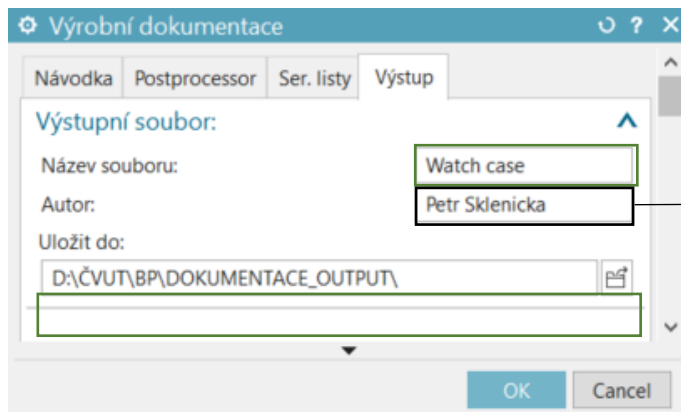 Výrobní dokumentace
Návodka Postprocessor Ser. listy Výstup
Výstupní soubor:
Název souboru: Watch case
Autor: Petr Sklenicka
Uložit do:
D:\ČVUT\BP\DOKUMENTACE_OUTPUT\
OK Cancel